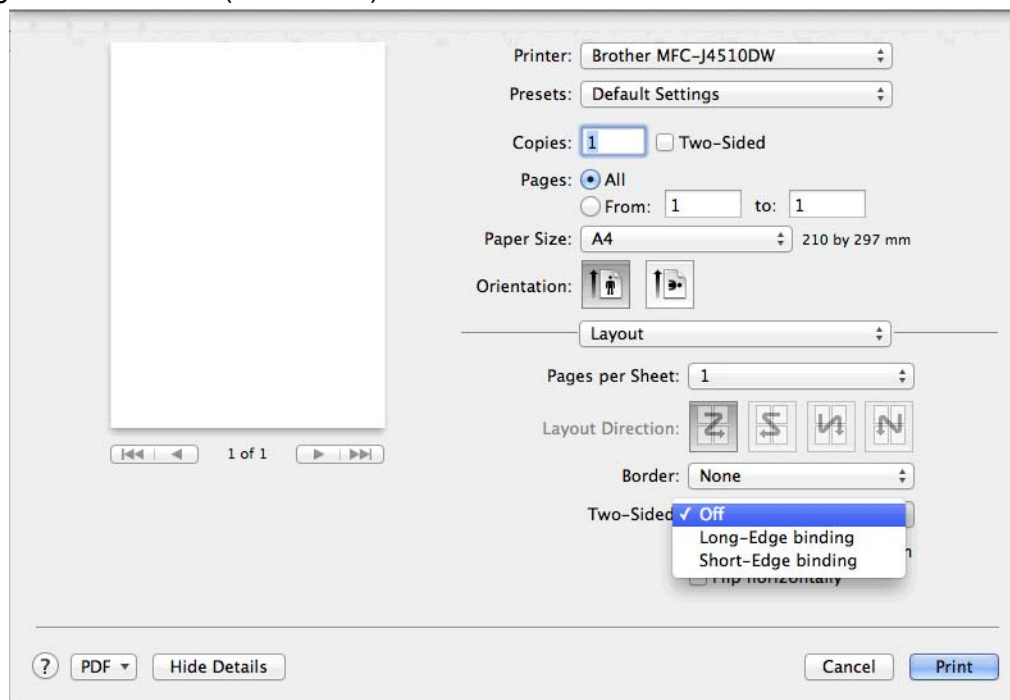 Printer: Brother MFC-J4510DW
Presets: Default Settings
Copies: 1 Two-Sided
Pages: All
From: 1 to: 1
Paper Size: A4 210 by 297 mm
Orientation:
Layout
Pages per Sheet: 1
Layout Direction:
1 of 1
Border: None
Two-Sided ✓ Off
Long-Edge binding
Short-Edge binding
Flip horizontally
? PDF Hide Details Cancel Print